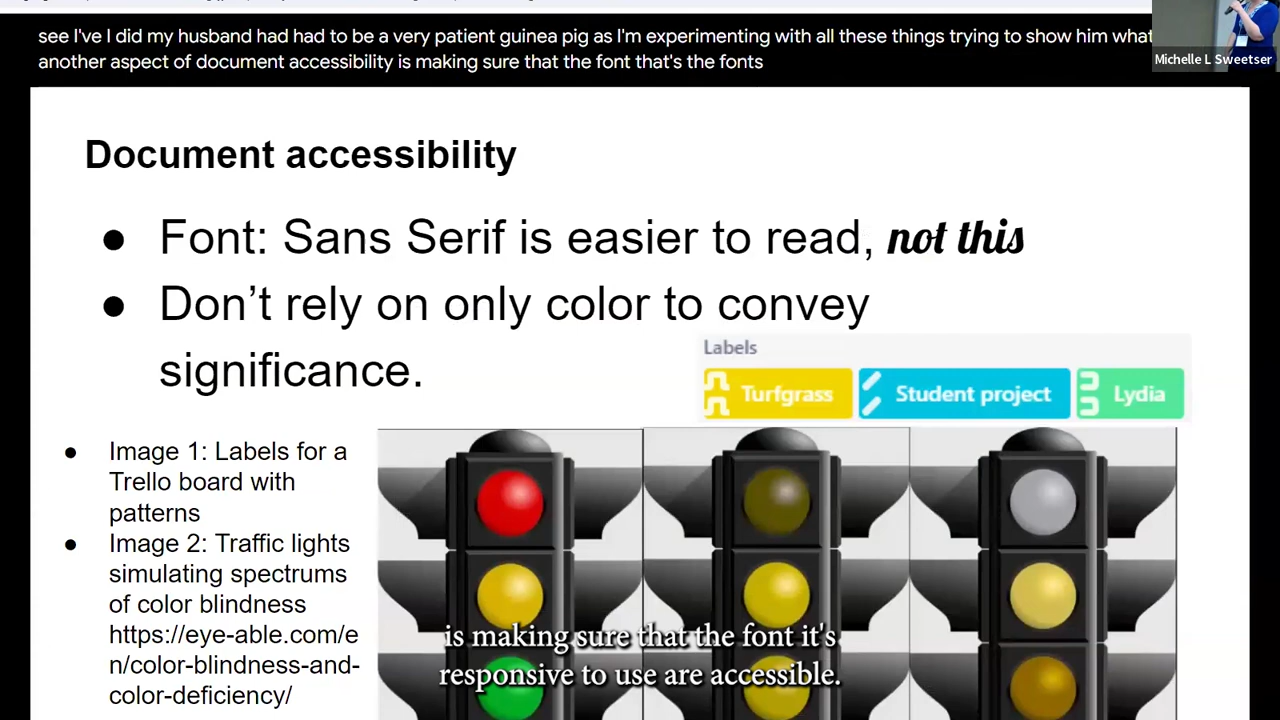 see I've I did my husband had had to be a very patient guinea pig as I'm experimenting with all these things trying to show him what
another aspect of document accessibility is making sure that the font that's the fonts
Michelle L Sweetser
Document accessibility
● Font: Sans Serif is easier to read, not this
● Don't rely on only color to convey
significance.
Labels
Turfgrass Student project Lydia
● Image 1: Labels for a
Trello board with
patterns
● Image 2: Traffic lights
simulating spectrums
of color blindness
https://eye-able.com/e
n/color-blindness-and-
color-deficiency/
is making sure that the font it's
responsive to use are accessible.